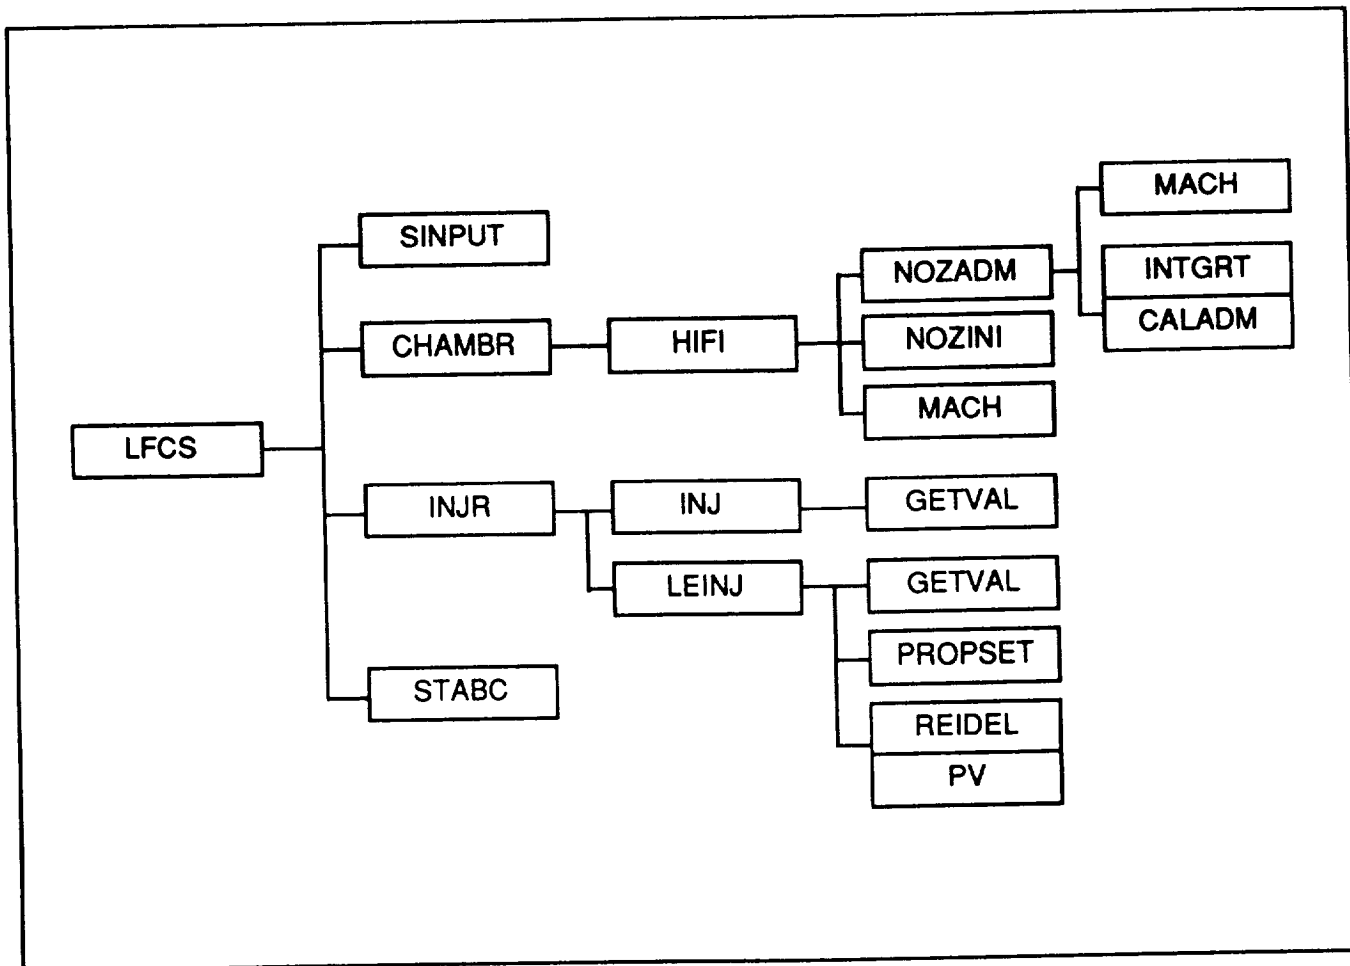 LFCS
SINPUT
CHAMBR
HIFI
NOZADM
MACH
INTGRT
CALADM
NOZINI
MACH
INJR
INJ
GETVAL
LEINJ
GETVAL
PROPSET
REIDEL
PV
STABC